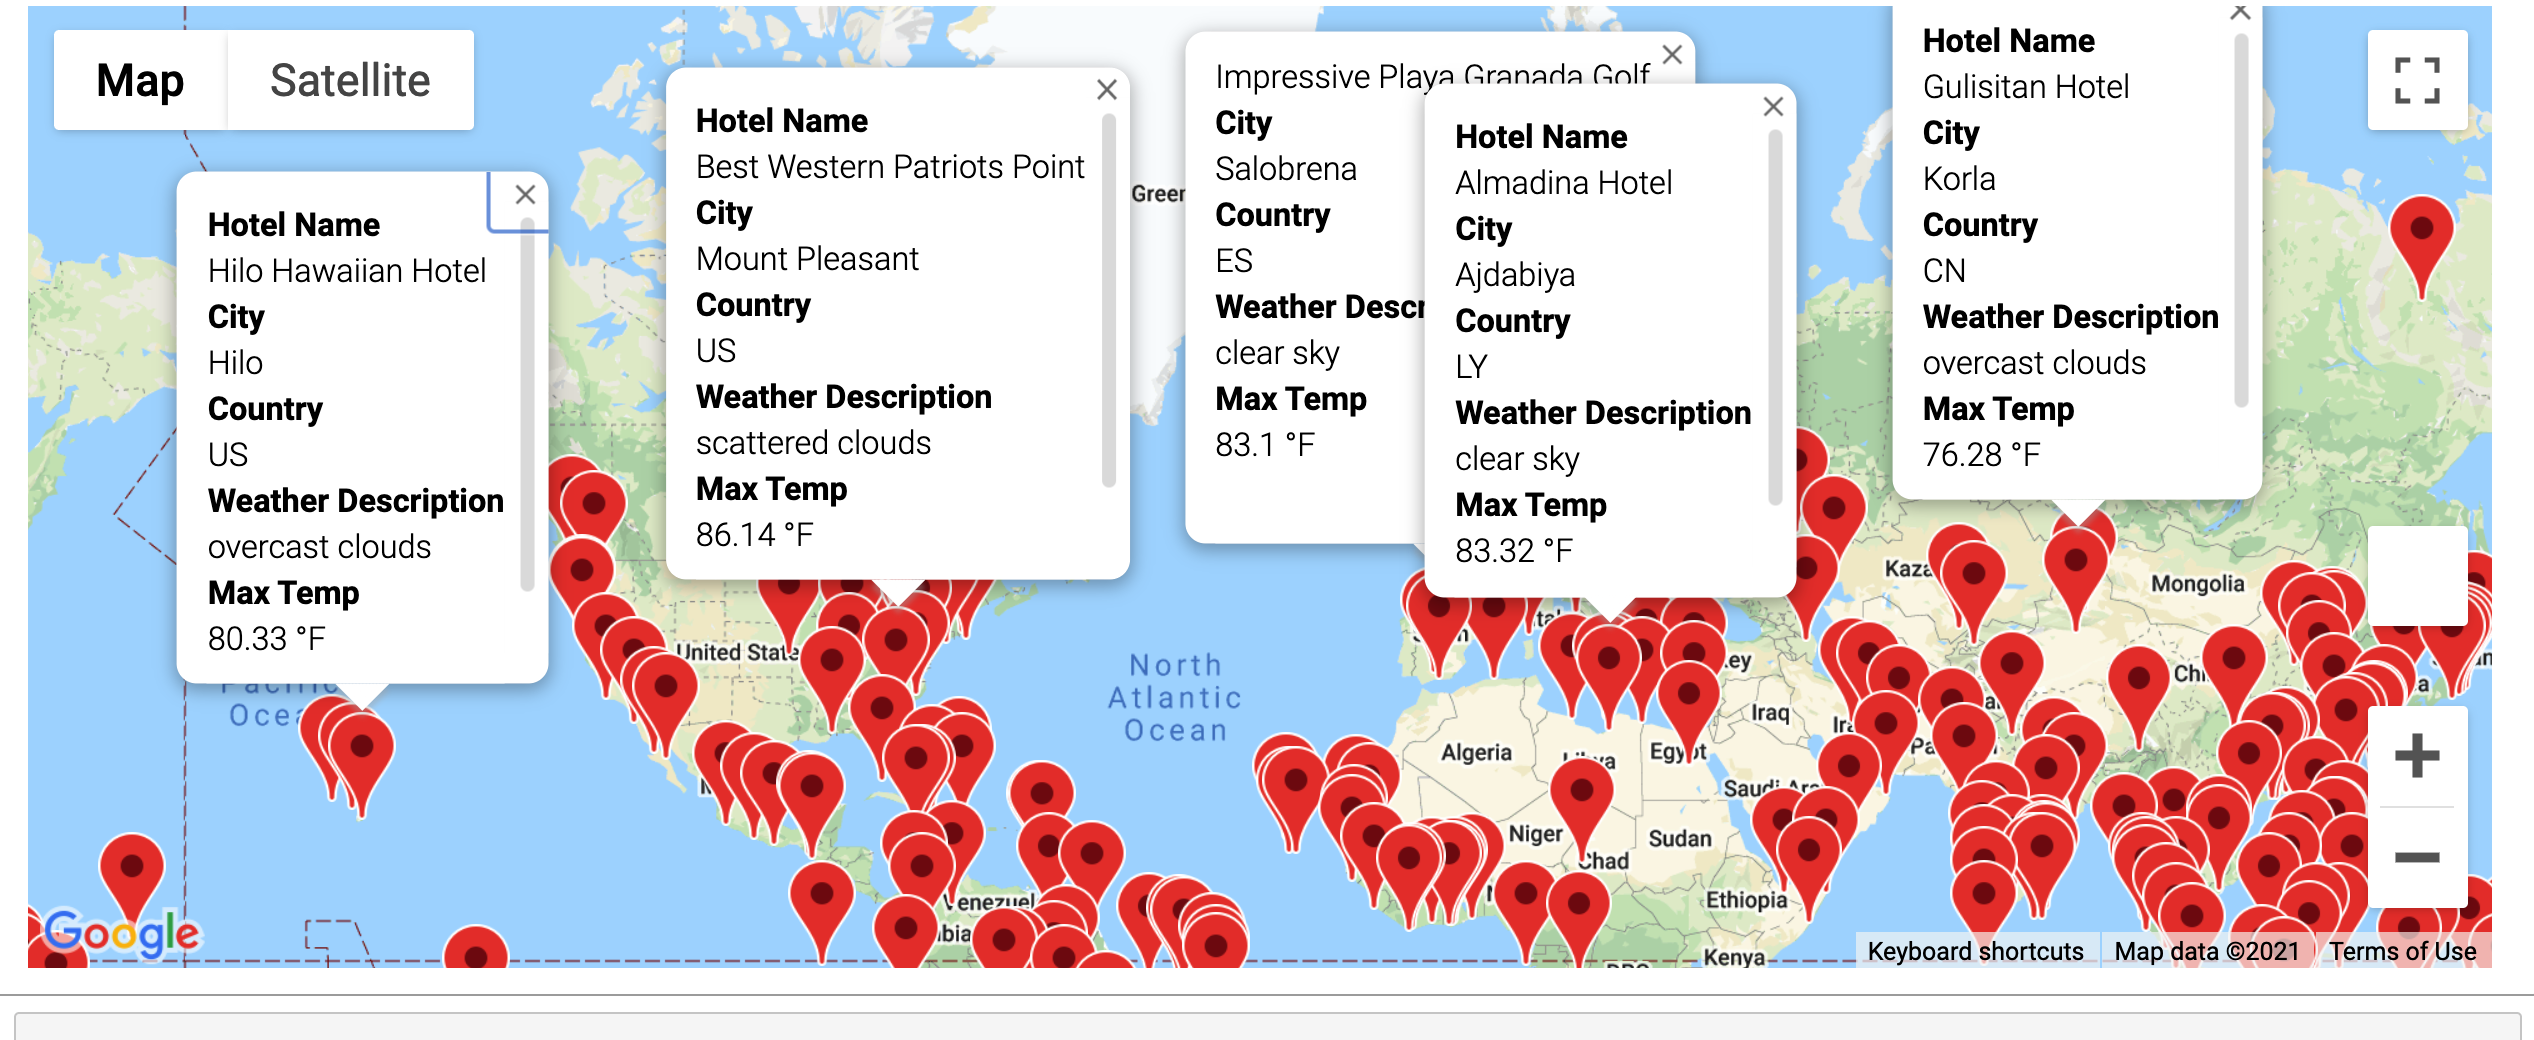 Map
Satellite
Hotel Name
Hilo Hawaiian Hotel
City
Hilo
Country
US
Weather Description
overcast clouds
Max Temp
80.33 °F
Hotel Name
Best Western Patriots Point
City
Mount Pleasant
Country
US
Weather Description
scattered clouds
Max Temp
86.14 °F
Impressive Playa Granada Golf
City
Salobrena
Country
ES
Weather Descr
clear sky
Max Temp
83.1 °F
Hotel Name
Almadina Hotel
City
Ajdabiya
Country
LY
Weather Description
clear sky
Max Temp
83.32 °F
Hotel Name
Gulisitan Hotel
City
Korla
Country
CN
Weather Description
overcast clouds
Max Temp
76.28 °F
Green
Kaza
Mongolia
United State
North
Atlantic
Ocean
Pacific
Ocea
Iraq
Algeria
Egypt
Niger
Sudan
Chad
Ethiopia
Kenya
Venezuel
Google
Keyboard shortcuts
Map data ©2021
Terms of Use